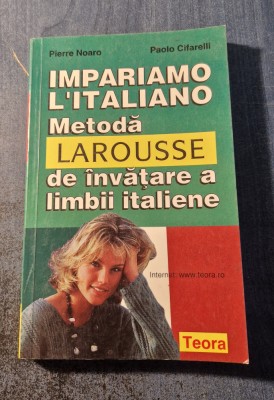 Pierre Noaro Paolo Cifarelli
IMPARIAMO
L'ITALIANO
Metodă
LAROUSSE
de învățare a
limbii italiene
Internet: www.teora.ro
Teora